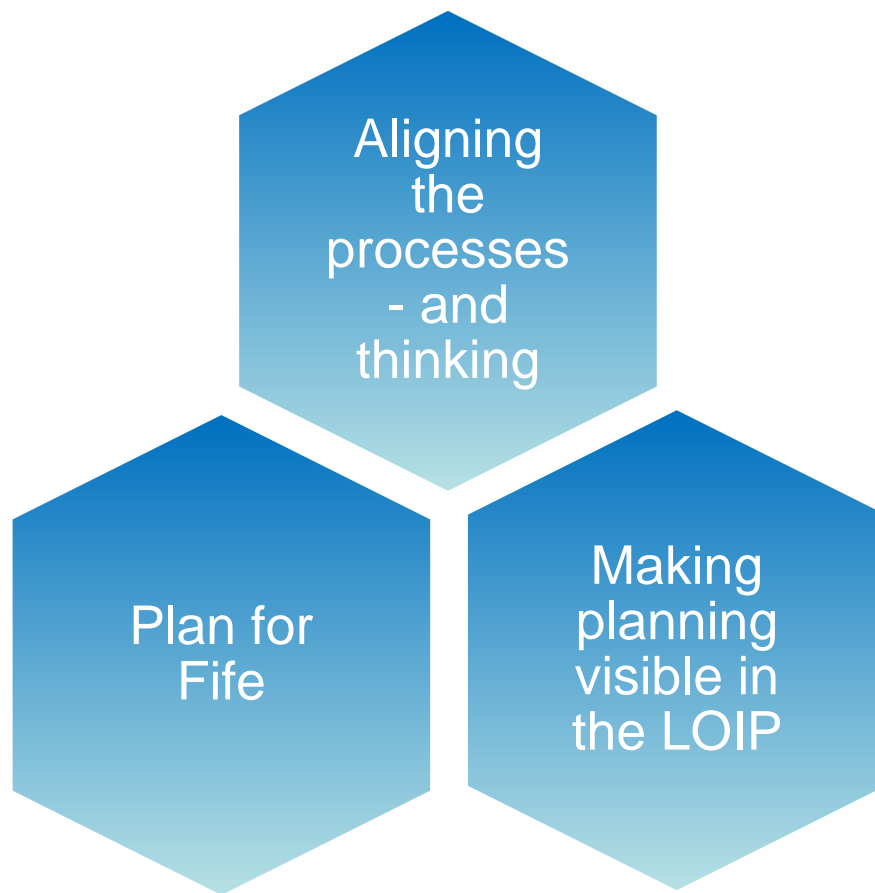 Aligning
the
processes
- and
thinking
Plan for
Fife
Making
planning
visible in
the LOIP